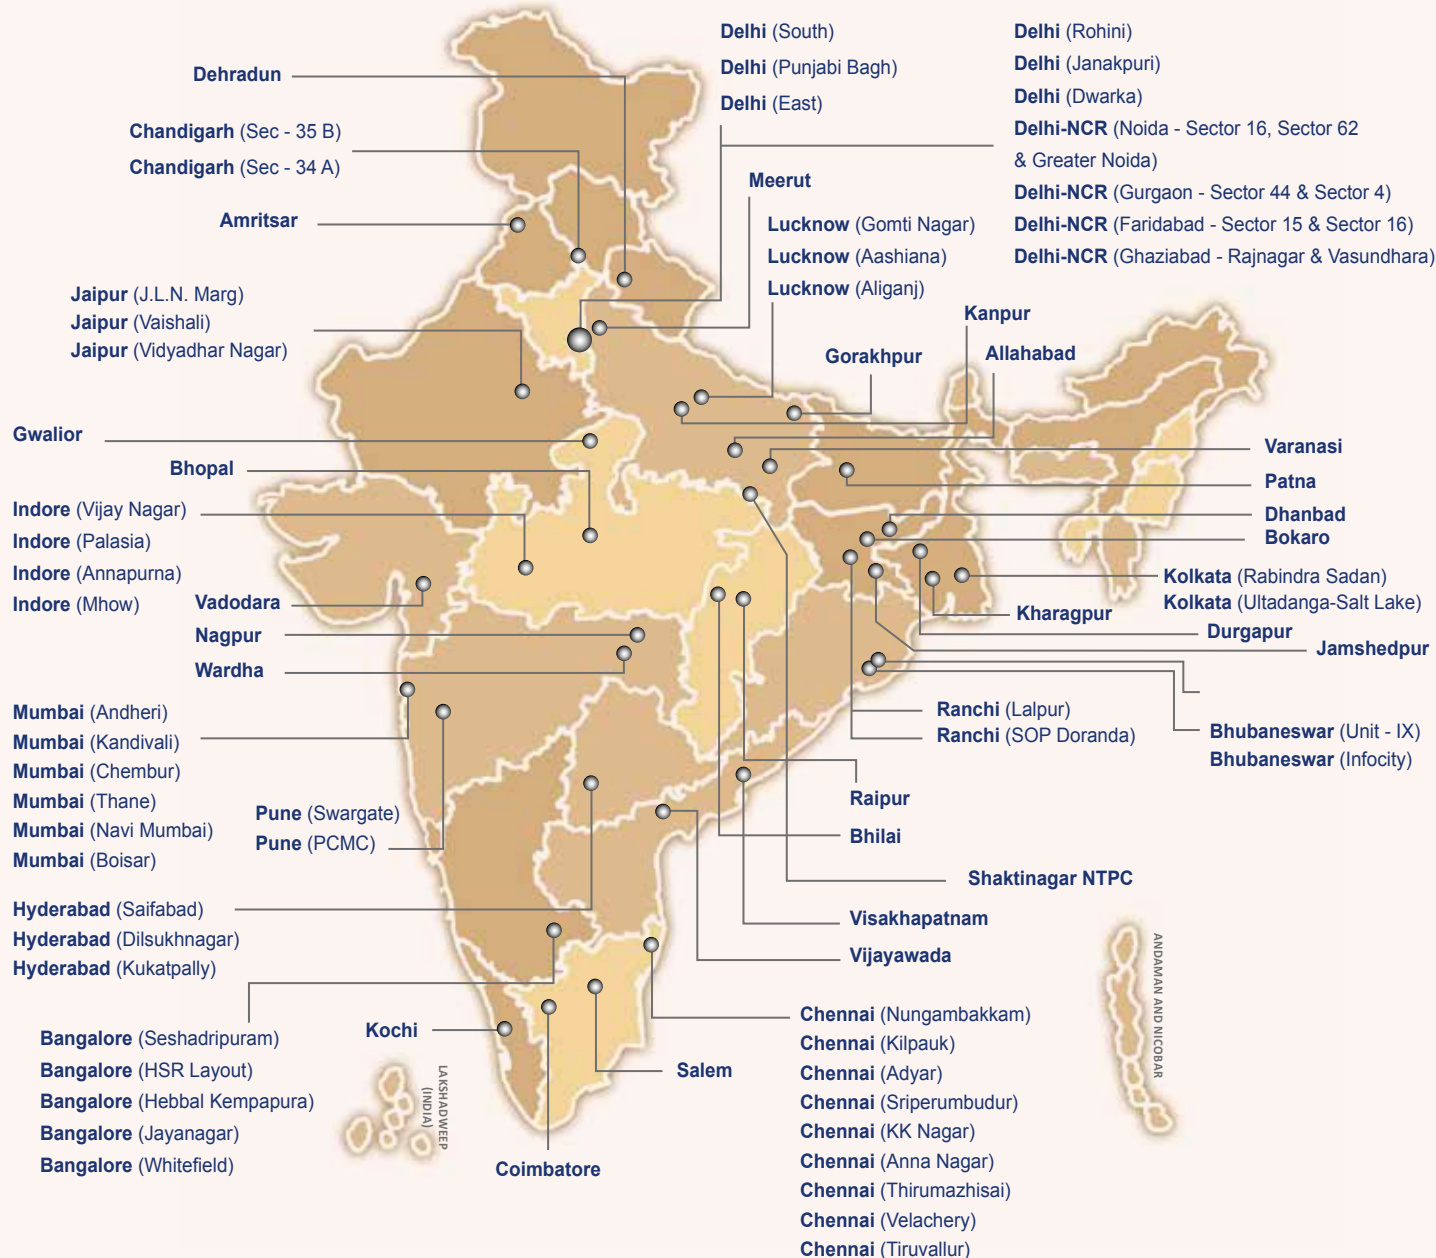 Delhi (South)
Delhi (Punjabi Bagh)
Delhi (East)
Delhi (Rohini)
Delhi (Janakpuri)
Delhi (Dwarka)
Delhi-NCR (Noida - Sector 16, Sector 62
& Greater Noida)
Delhi-NCR (Gurgaon - Sector 44 & Sector 4)
Delhi-NCR (Faridabad - Sector 15 & Sector 16)
Delhi-NCR (Ghaziabad - Rajnagar & Vasundhara)
Dehradun
Chandigarh (Sec - 35 B)
Chandigarh (Sec - 34 A)
Amritsar
Meerut
Lucknow (Gomti Nagar)
Lucknow (Aashiana)
Lucknow (Aliganj)
Jaipur (J.L.N. Marg)
Jaipur (Vaishali)
Jaipur (Vidyadhar Nagar)
Kanpur
Gorakhpur
Allahabad
Gwalior
Bhopal
Varanasi
Patna
Dhanbad
Bokaro
Indore (Vijay Nagar)
Indore (Palasia)
Indore (Annapurna)
Indore (Mhow)
Vadodara
Nagpur
Wardha
Kolkata (Rabindra Sadan)
Kolkata (Ultadanga-Salt Lake)
Kharagpur
Durgapur
Jamshedpur
Mumbai (Andheri)
Mumbai (Kandivali)
Mumbai (Chembur)
Mumbai (Thane)
Mumbai (Navi Mumbai)
Mumbai (Boisar)
Pune (Swargate)
Pune (PCMC)
Ranchi (Lalpur)
Ranchi (SOP Doranda)
Bhubaneswar (Unit - IX)
Bhubaneswar (Infocity)
Raipur
Bhilai
Shaktinagar NTPC
Visakhapatnam
Vijayawada
Hyderabad (Saifabad)
Hyderabad (Dilsukhnagar)
Hyderabad (Kukatpally)
Bangalore (Seshadripuram)
Bangalore (HSR Layout)
Bangalore (Hebbal Kempapura)
Bangalore (Jayanagar)
Bangalore (Whitefield)
Kochi
LAKSHADWEEP
(INDIA)
Coimbatore
Salem
Chennai (Nungambakkam)
Chennai (Kilpauk)
Chennai (Adyar)
Chennai (Sriperumbudur)
Chennai (KK Nagar)
Chennai (Anna Nagar)
Chennai (Thirumazhisai)
Chennai (Velachery)
Chennai (Tiruvallur)
ANDAMAN AND NICOBAR